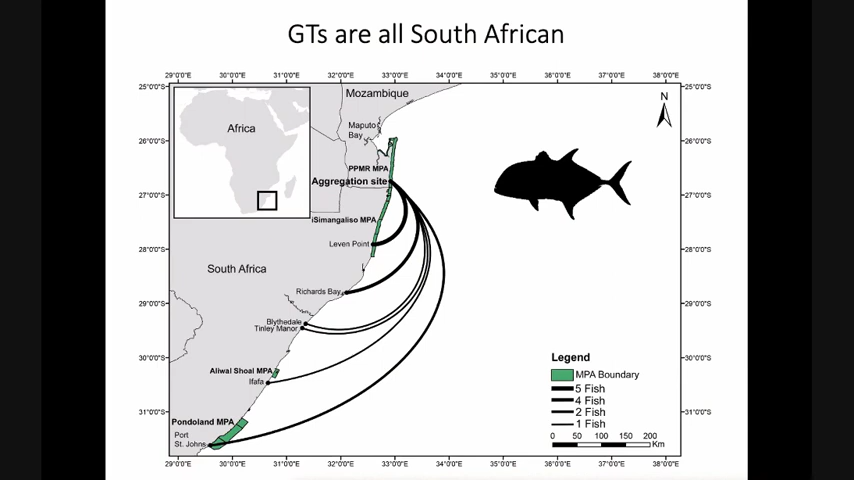 GTs are all South African
29°0'0"E 30°0'0"E 31°0'0"E 32°0'0"E 33°0'0"E 34°0'0"E 35°0'0"E 36°0'0"E 37°0'0"E 38°0'0"E
25°0'0"S
25°0'0"S
Mozambique
N
Africa
Maputo
Bay
26°0'0"S
26°0'0"S
PPMR MPA
Aggregation site
27°0'0"S
27°0'0"S
iSimangaliso MPA
Leven Point
28°0'0"S
28°0'0"S
South Africa
Richards Bay
29°0'0"S
29°0'0"S
Blythedale
Tinley Manor
30°0'0"S
30°0'0"S
Aliwal Shoal MPA
Ifafa
31°0'0"S
31°0'0"S
Pondoland MPA
Port
St. Johns
Legend
MPA Boundary
5 Fish
4 Fish
2 Fish
1 Fish
0 50 100 150 200
Km
29°0'0"E 30°0'0"E 31°0'0"E 32°0'0"E 33°0'0"E 34°0'0"E 35°0'0"E 36°0'0"E 37°0'0"E 38°0'0"E